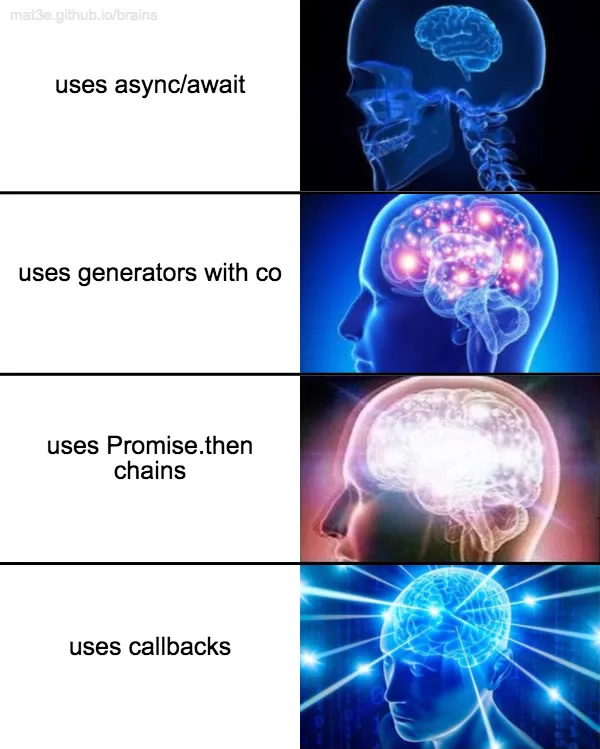 mat3e.github.io/brains
uses async/await
uses generators with co
uses Promise.then
chains
uses callbacks